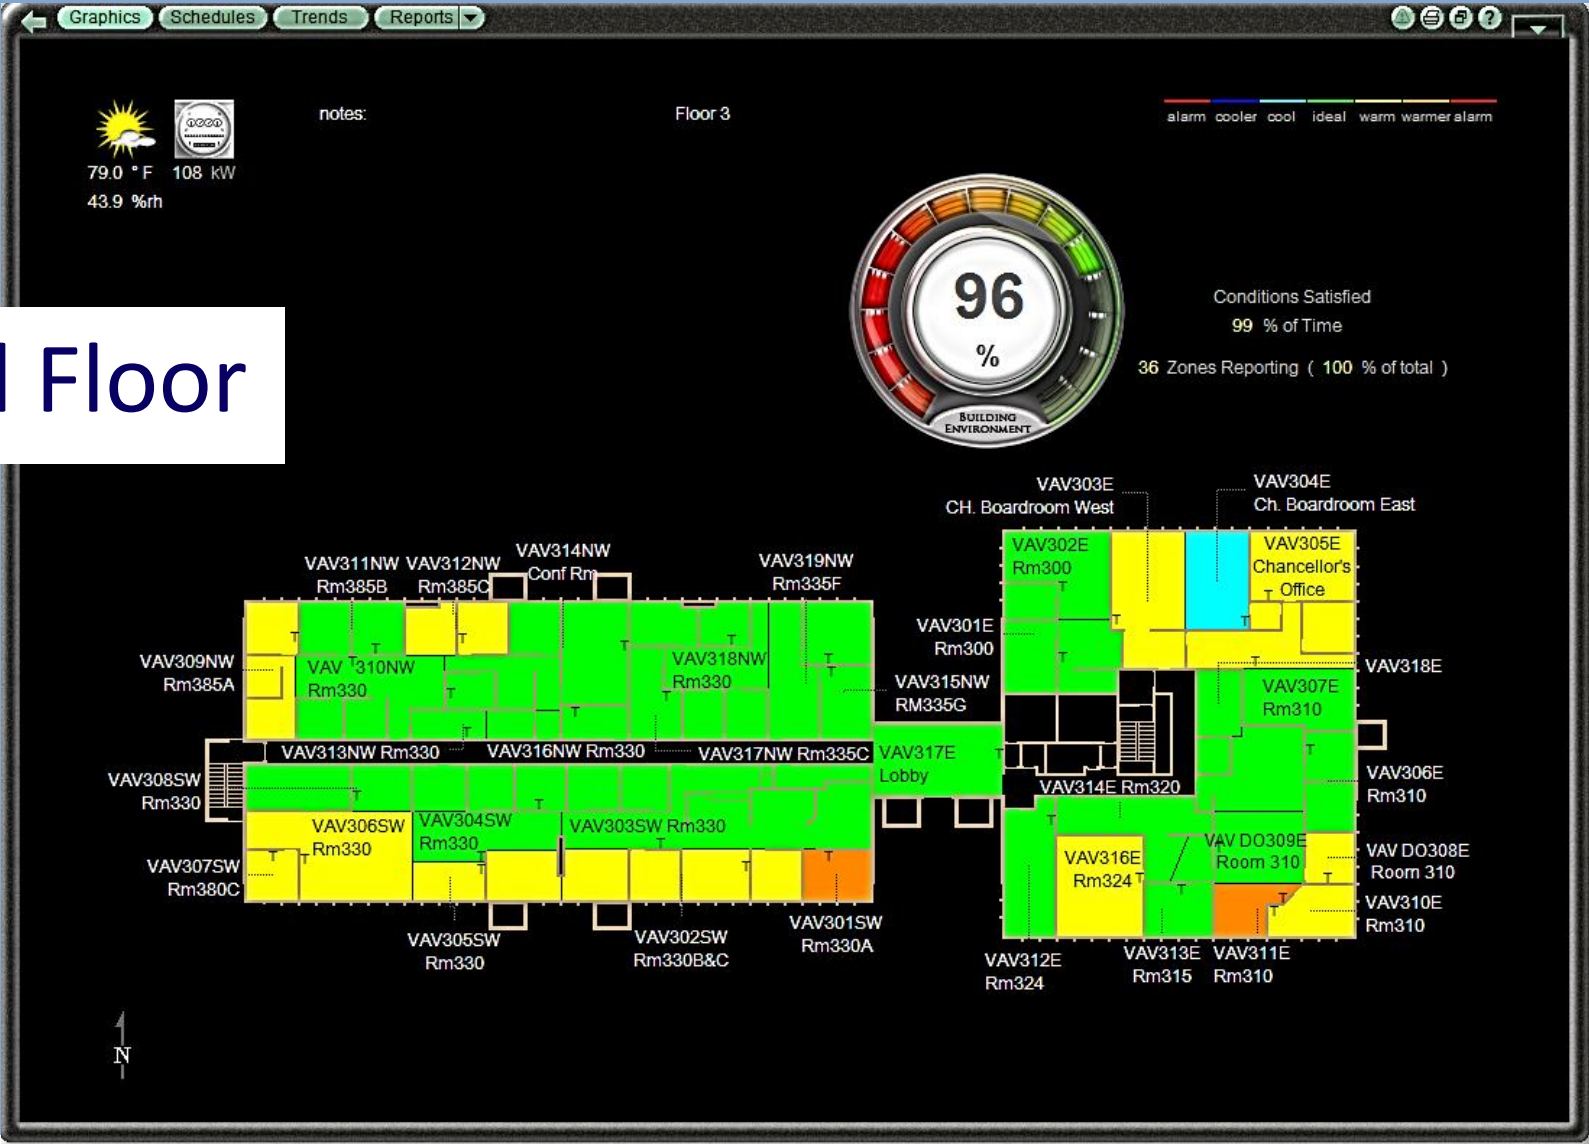 Graphics Schedules Trends Reports
?
79.0 ° F 108 kW
43.9 %rh
notes:
Floor 3
alarm cooler cool ideal warm warmer alarm
Floor
96
%
BUILDING
ENVIRONMENT
Conditions Satisfied
99 % of Time
36 Zones Reporting ( 100 % of total )
VAV303E
CH. Boardroom West
VAV304E
Ch. Boardroom East
VAV302E
Rm300
VAV305E
Chancellor's
Office
VAV301E
Rm300
VAV318E
VAV307E
Rm310
VAV311NW
Rm385B
VAV312NW
Rm385C
VAV314NW
Conf Rm
VAV319NW
Rm335F
VAV309NW
Rm385A
VAV 310NW
Rm330
VAV318NW
Rm330
VAV315NW
RM335G
VAV313NW Rm330
VAV316NW Rm330
VAV317NW Rm335C
VAV317E
Lobby
VAV308SW
Rm330
VAV314E Rm320
VAV306E
Rm310
VAV306SW
Rm330
VAV304SW
Rm330
VAV303SW Rm330
VAV307SW
Rm380C
VAV316E
Rm324
VAV DO309E
Room 310
VAV DO308E
Room 310
VAV310E
Rm310
VAV305SW
Rm330
VAV302SW
Rm330B&C
VAV301SW
Rm330A
VAV312E
Rm324
VAV313E
Rm315
VAV311E
Rm310
N